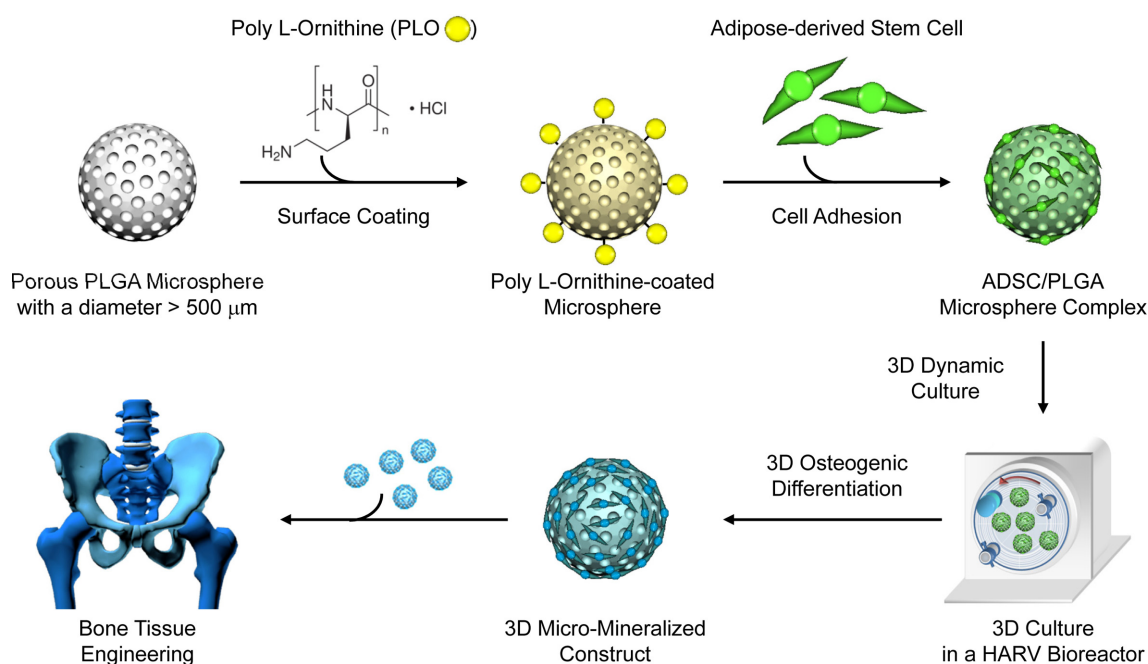 Poly L-Ornithine (PLO )
Adipose-derived Stem Cell
H
N
O
n
• HCl
H₂N
Surface Coating
Cell Adhesion
Porous PLGA Microsphere
with a diameter > 500 µm
Poly L-Ornithine-coated
Microsphere
ADSC/PLGA
Microsphere Complex
3D Dynamic
Culture
3D Osteogenic
Differentiation
Bone Tissue
Engineering
3D Micro-Mineralized
Construct
3D Culture
in a HARV Bioreactor